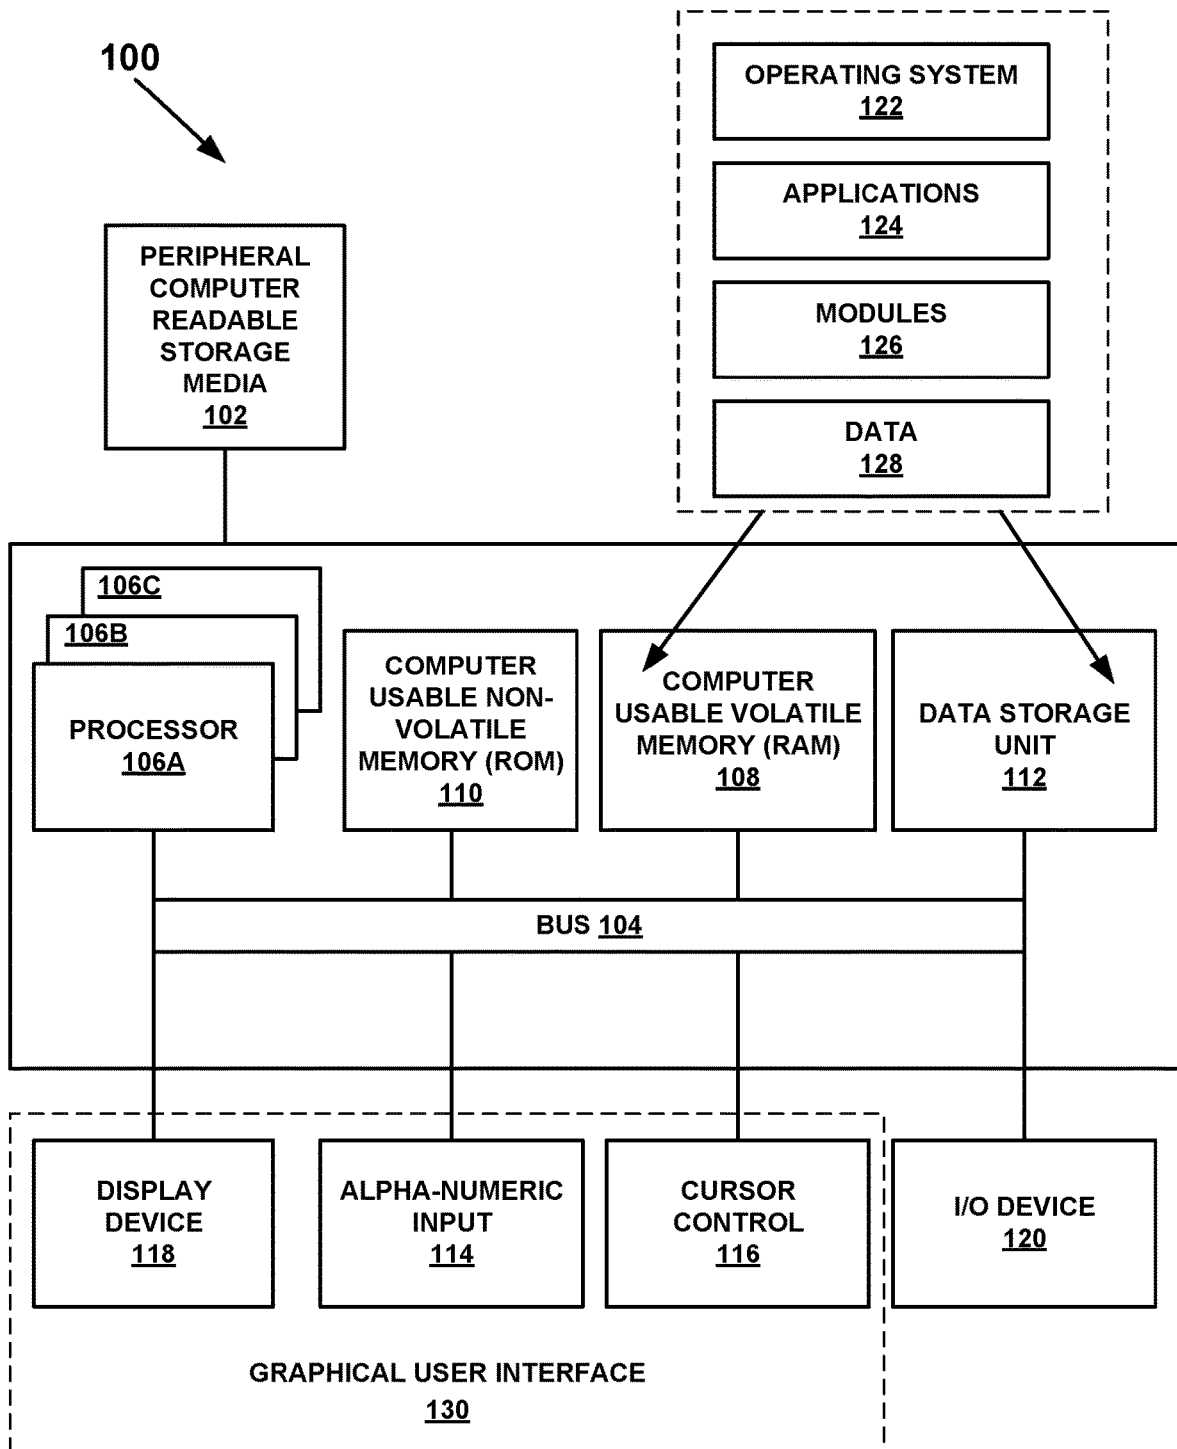 100
OPERATING SYSTEM
122
APPLICATIONS
124
MODULES
126
DATA
128
PERIPHERAL
COMPUTER
READABLE
STORAGE
MEDIA
102
106C
106B
PROCESSOR
106A
COMPUTER
USABLE NON-
VOLATILE
MEMORY (ROM)
110
COMPUTER
USABLE VOLATILE
MEMORY (RAM)
108
DATA STORAGE
UNIT
112
BUS 104
DISPLAY
DEVICE
118
ALPHA-NUMERIC
INPUT
114
CURSOR
CONTROL
116
I/O DEVICE
120
GRAPHICAL USER INTERFACE
130